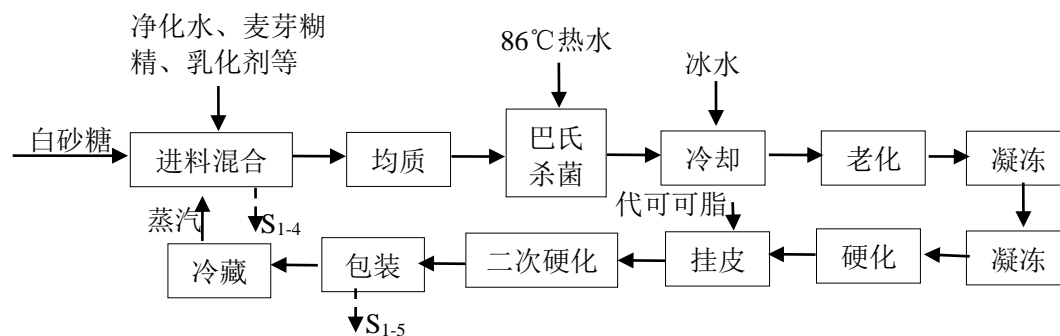 净化水、麦芽糊
精、乳化剂等
86℃热水
冰水
白砂糖
进料混合
均质
巴氏
杀菌
冷却
老化
凝冻
蒸汽
S1-4
代可可脂
冷藏
包装
二次硬化
挂皮
硬化
凝冻
S1-5